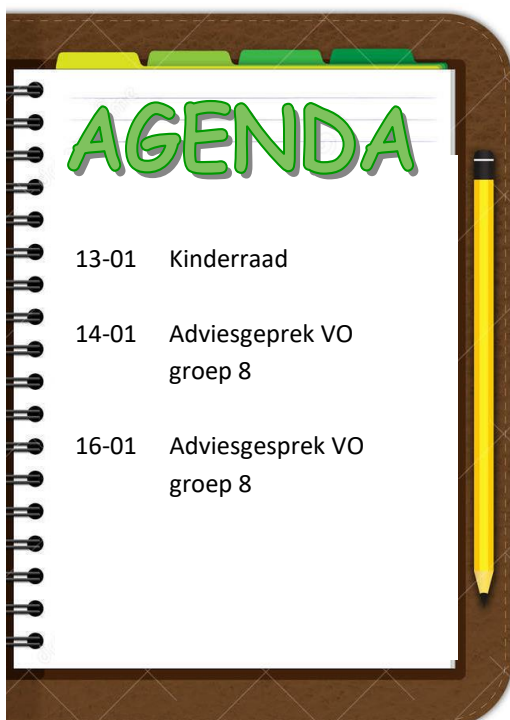 AGENDA
13-01 Kinderraad
14-01 Adviesgeprek VO
groep 8
16-01 Adviesgesprek VO
groep 8